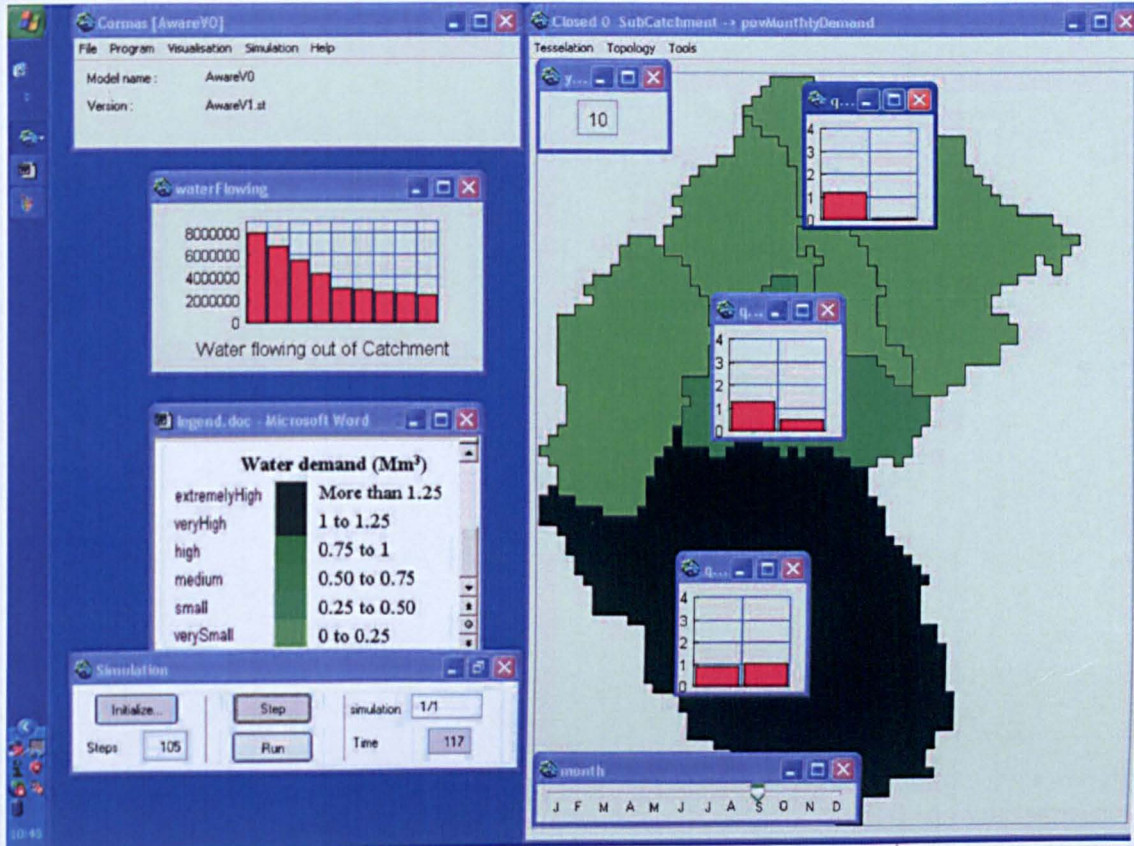 Cormas [AwareV0]
File Program Visualisation Simulation Help
Model name : AwareV0
Version : AwareV1.st
waterFlowing
8000000
6000000
4000000
2000000
0
Water flowing out of Catchment
legend.doc - Microsoft Word
Water demand (Mm³)
extremelyHigh More than 1.25
veryHigh 1 to 1.25
high 0.75 to 1
medium 0.50 to 0.75
small 0.25 to 0.50
verySmall 0 to 0.25
Simulation
Initialize... Step simulation 1/1
Steps 105 Run Time 117
10:45
Closed 0 SubCatchment -> povMonthlyDemand
Tesselation Topology Tools
y...
10
q...
4
3
2
1
0
q...
4
3
2
1
0
q...
4
3
2
1
0
month
J F M A M J J A S O N D